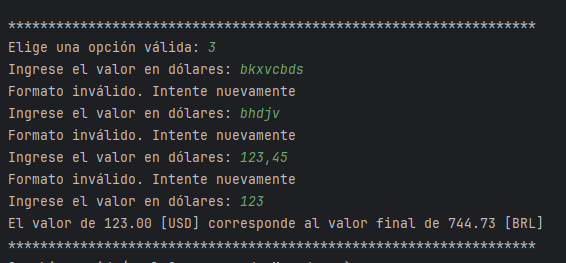 ******************************************************************
Elige una opción válida: 3
Ingrese el valor en dólares: bkxvcbds
Formato inválido. Intente nuevamente
Ingrese el valor en dólares: bhdjv
Formato inválido. Intente nuevamente
Ingrese el valor en dólares: 123,45
Formato inválido. Intente nuevamente
Ingrese el valor en dólares: 123
El valor de 123.00 [USD] corresponde al valor final de 744.73 [BRL]
******************************************************************